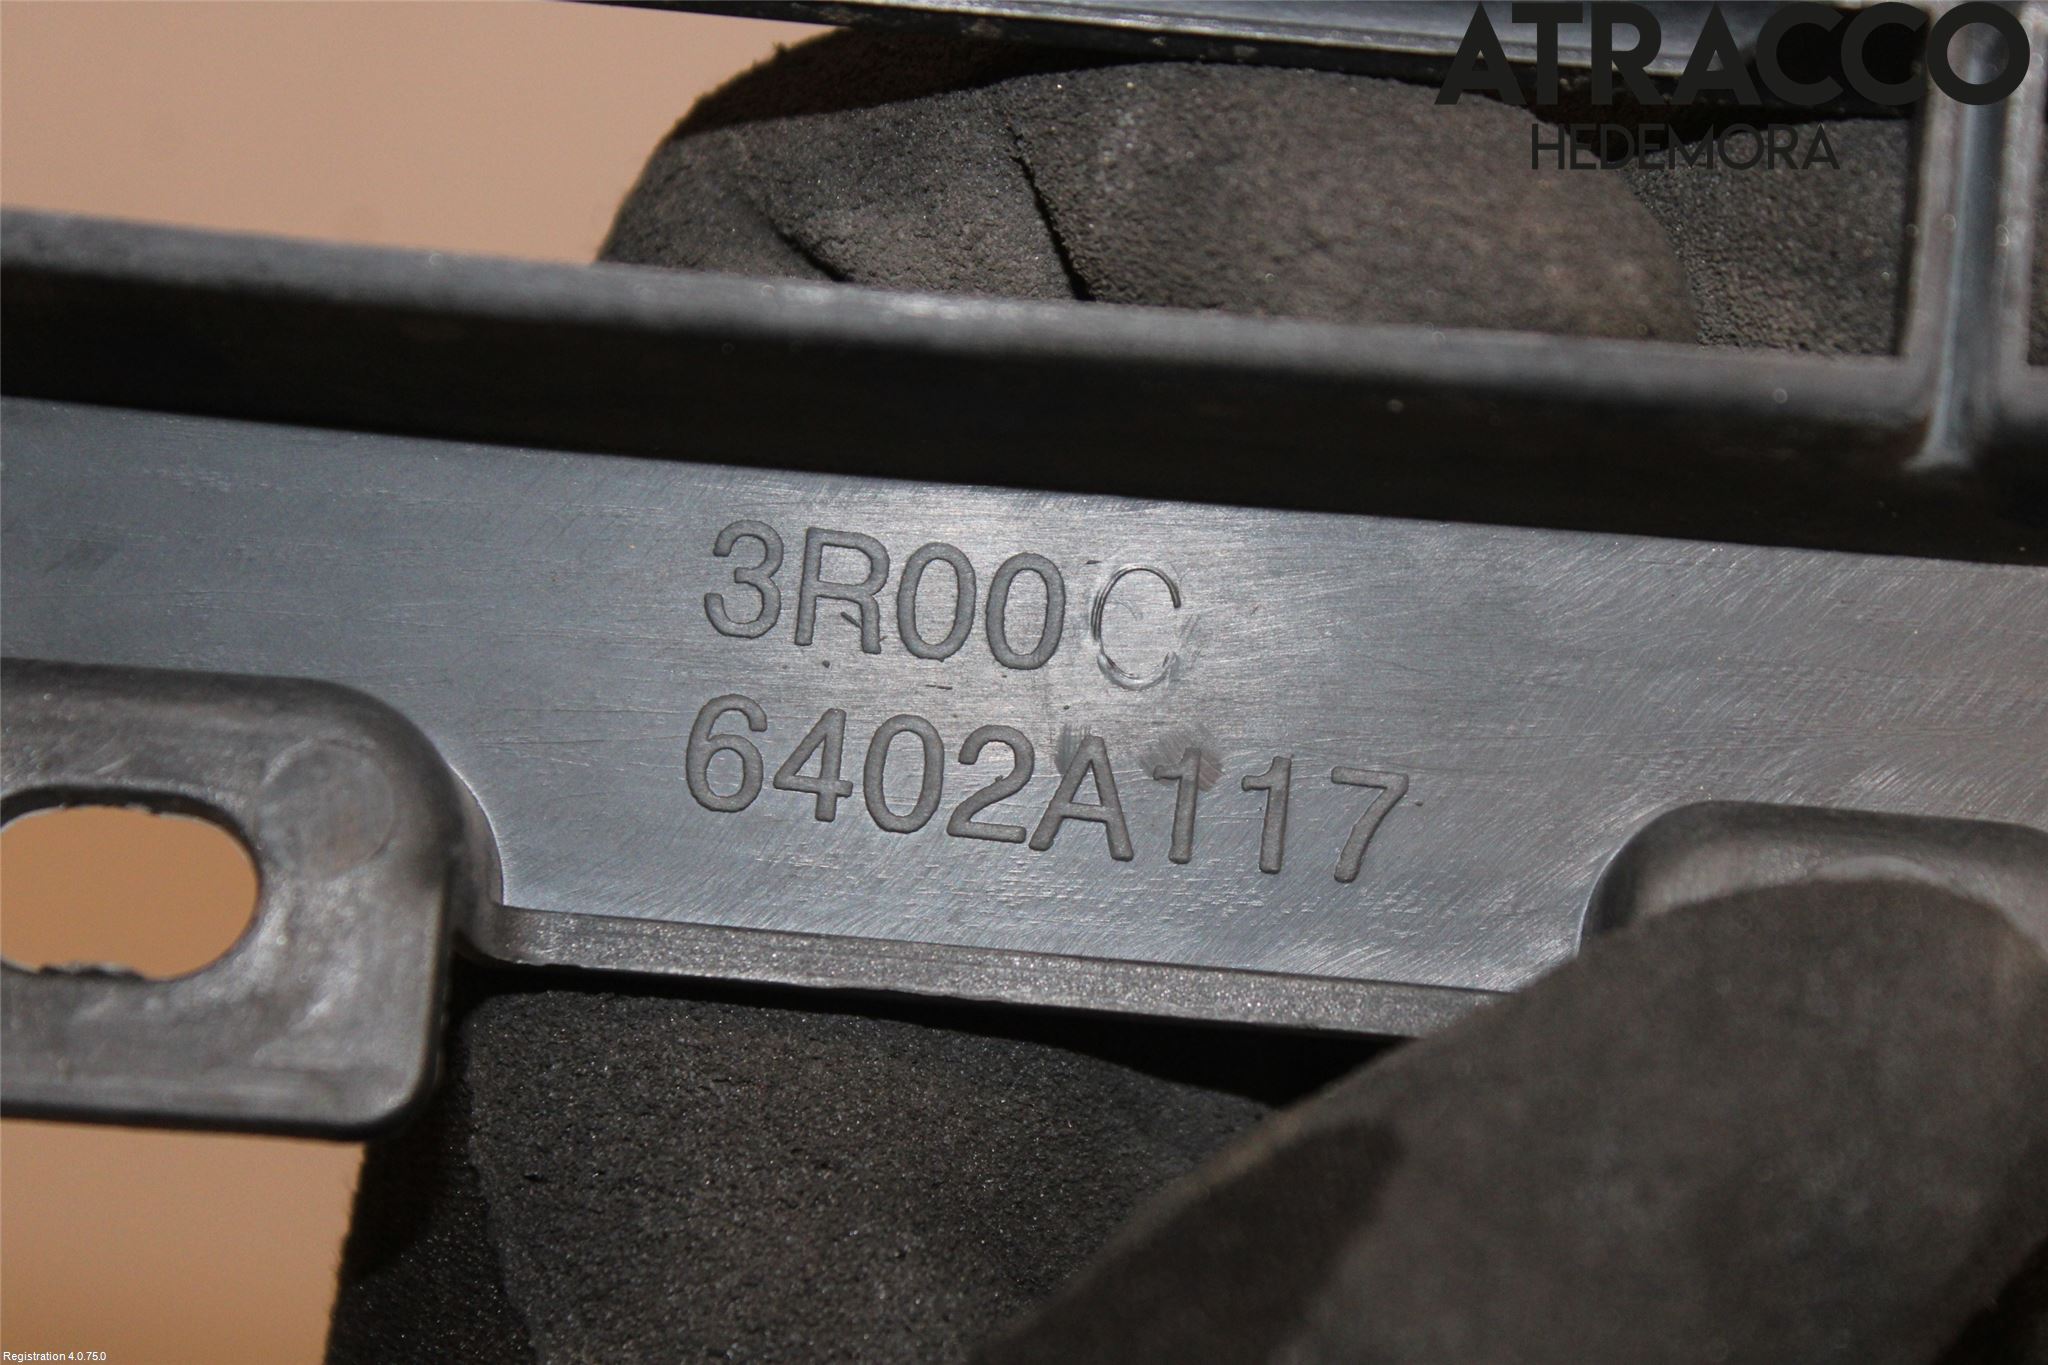 ATRACCO
HEDEMORA
3R00C
6402A117
Registration 4.0.75.0